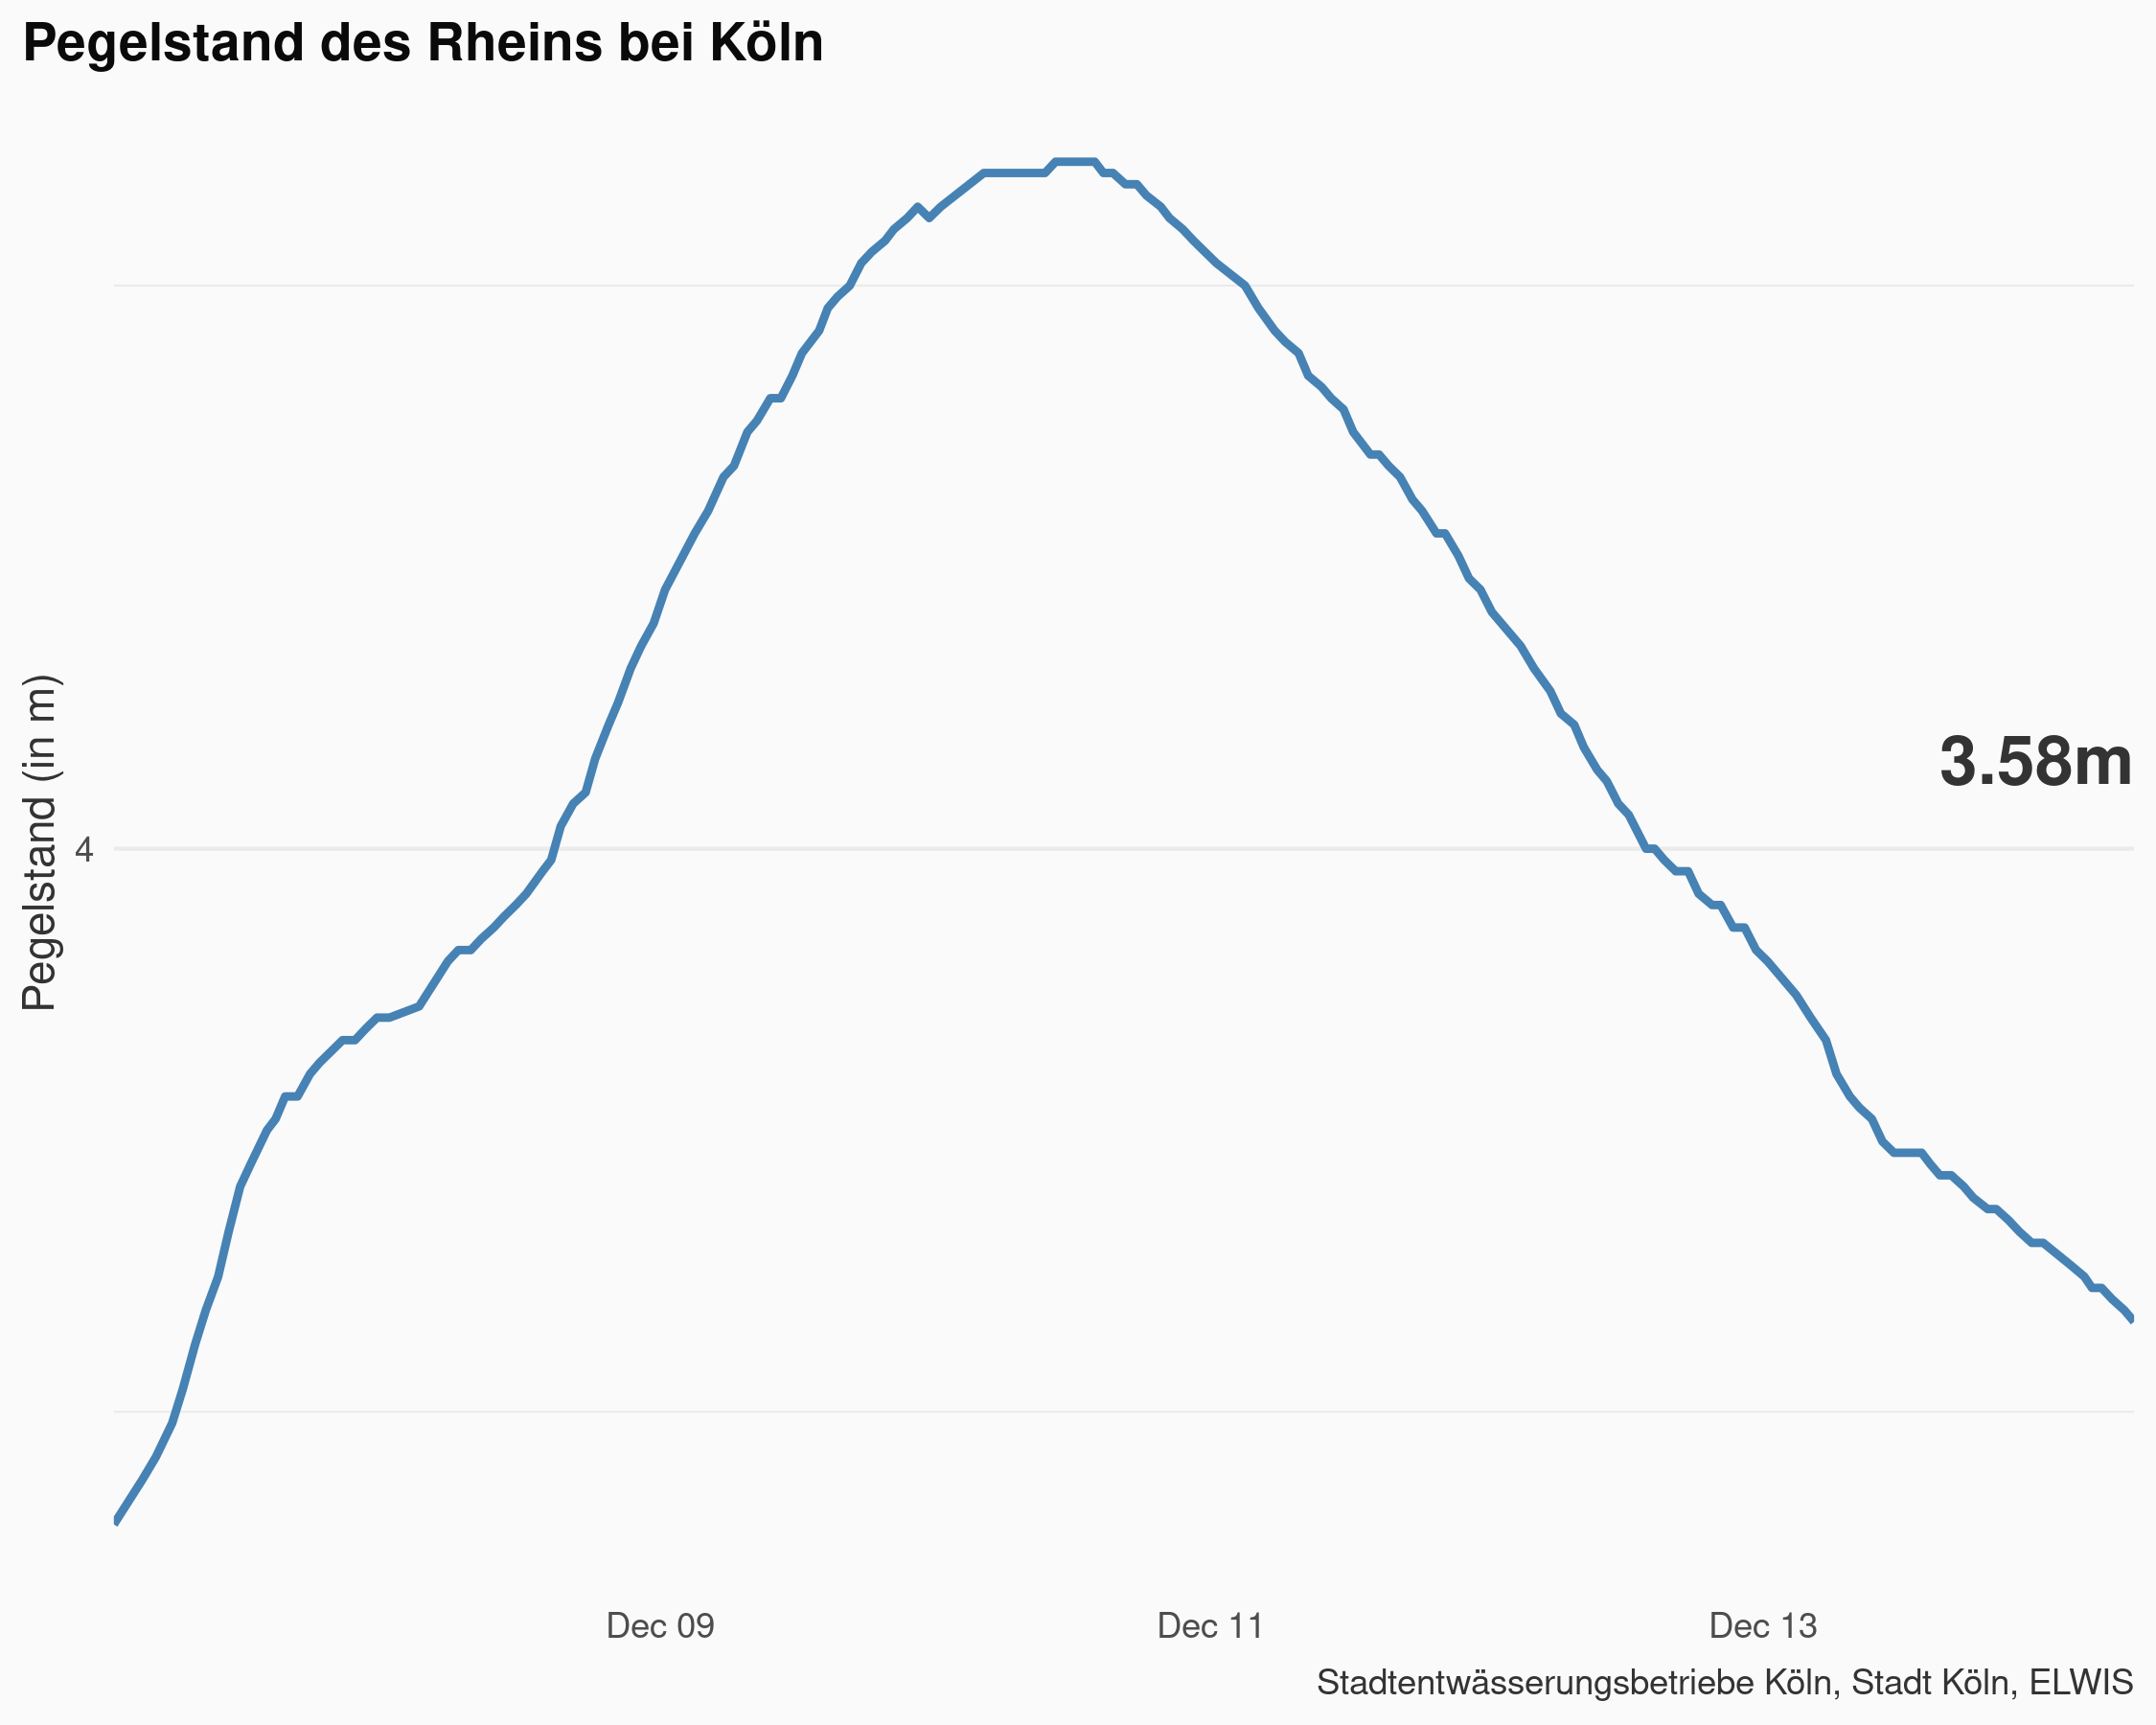 Pegelstand des Rheins bei Köln
Pegelstand (in m)
3.58m
4
Dec 09
Dec 11
Dec 13
Stadtentwässerungsbetriebe Köln, Stadt Köln, ELWIS